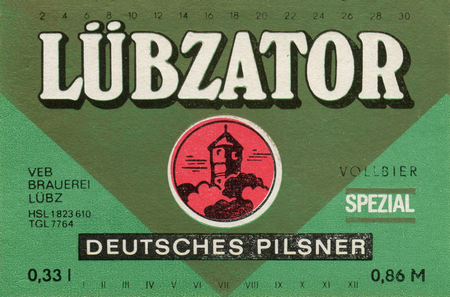 2 4 6 8 10 12 14 16 18 20 22 24 26 28 30
LÜBZATOR
VEB
BRAUEREI
LÜBZ
HSL 1823 610
TGL 7764
VOLLBIER
SPEZIAL
DEUTSCHES PILSNER
0,33 l
I II III IV V VI VII VIII IX X XI XII
0,86 M